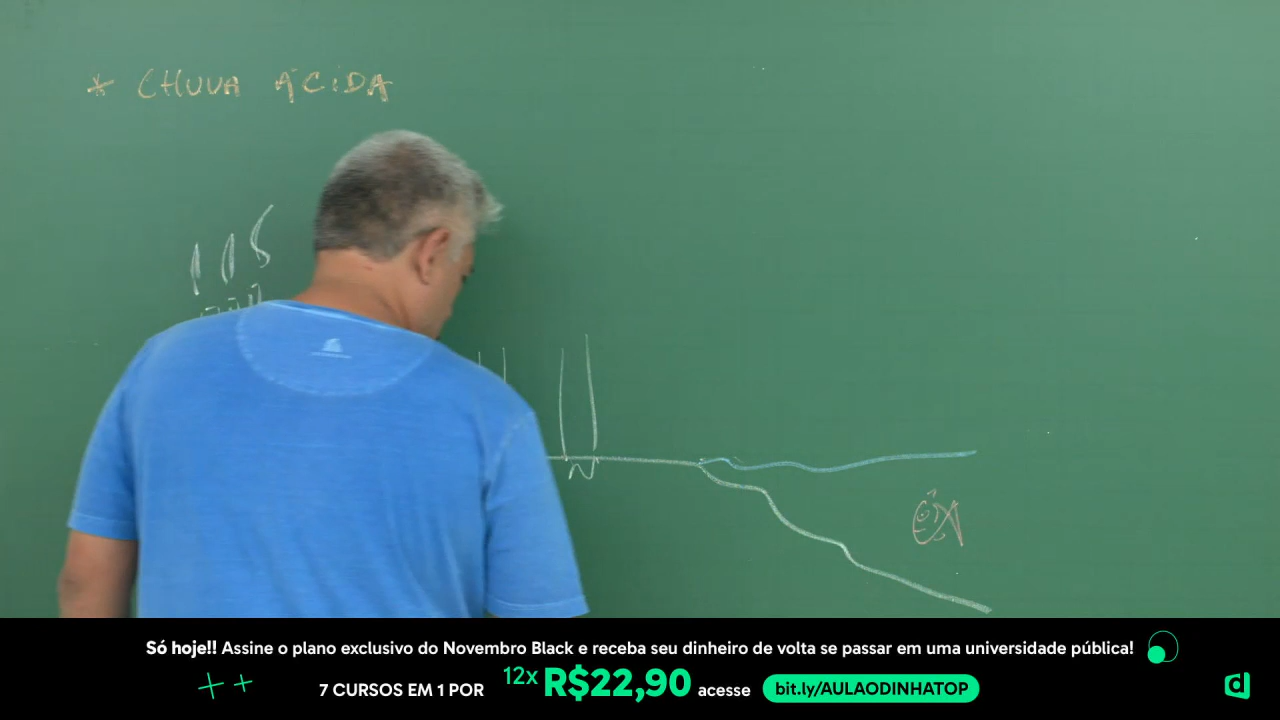 * CHUVA ÁCIDA
Só hoje!! Assine o plano exclusivo do Novembro Black e receba seu dinheiro de volta se passar em uma universidade pública!
7 CURSOS EM 1 POR 12x R$22,90 acesse bit.ly/AULAODINHATOP
d